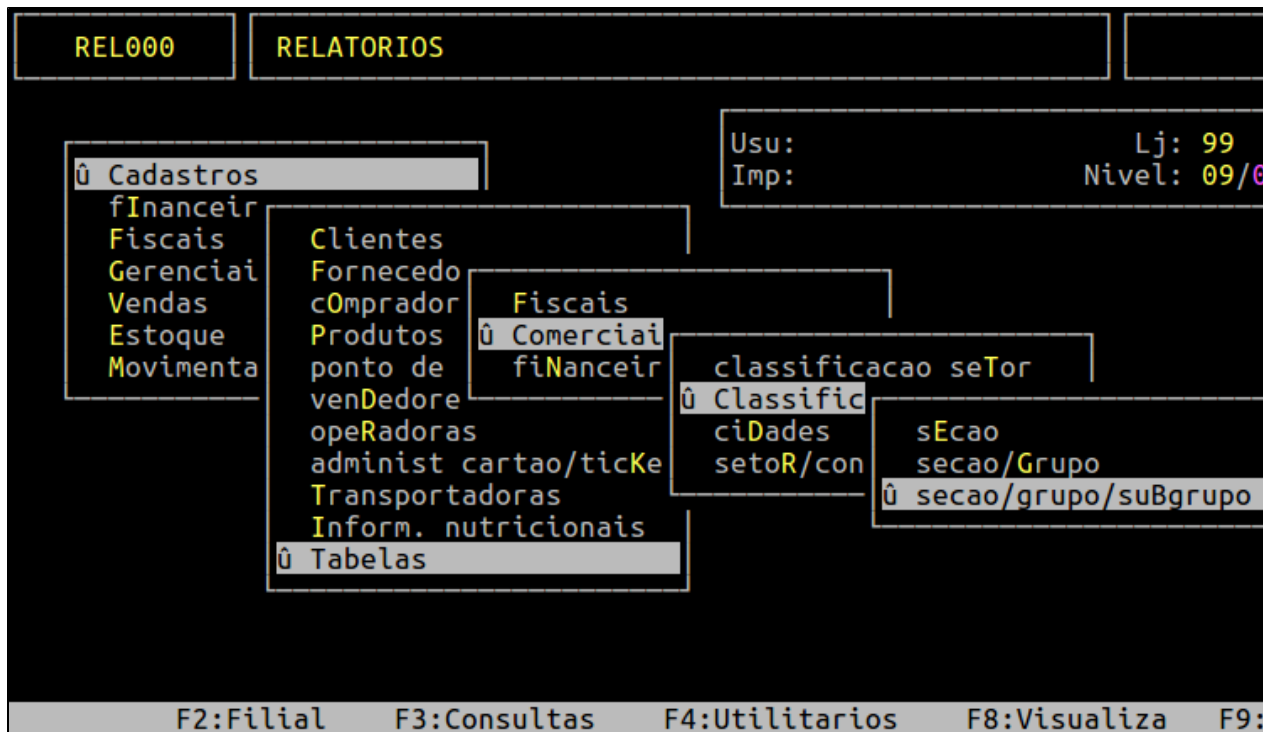 REL000 RELATORIOS
Usu: Lj: 99
û Cadastros Imp: Nivel: 09/0
fInanceir
Fiscais Clientes
Gerenciai Fornecedo
Vendas cOmprador Fiscais
Estoque Produtos û Comerciai
Movimenta ponto de fiNanceir classificacao seTor
venDedore û Classific
opeRadoras ciDades sEcao
administ cartao/ticKe setoR/con secao/Grupo
Transportadoras û secao/grupo/suBgrupo
Inform. nutricionais
û Tabelas
F2:Filial F3:Consultas F4:Utilitarios F8:Visualiza F9: